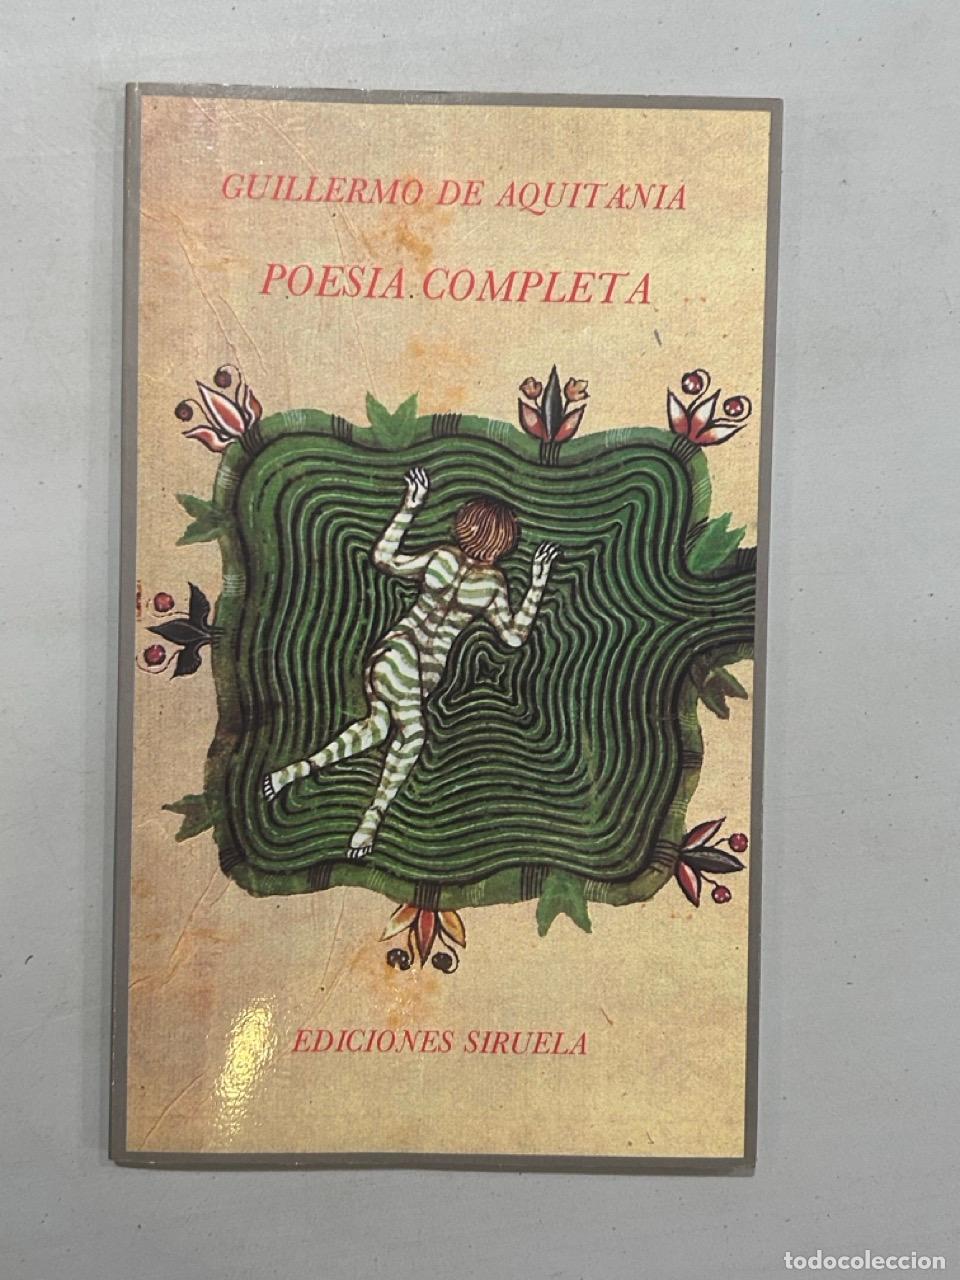 GUILLERMO DE AQUITANIA
POESIA COMPLETA
EDICIONES SIRUELA
todocoleccion